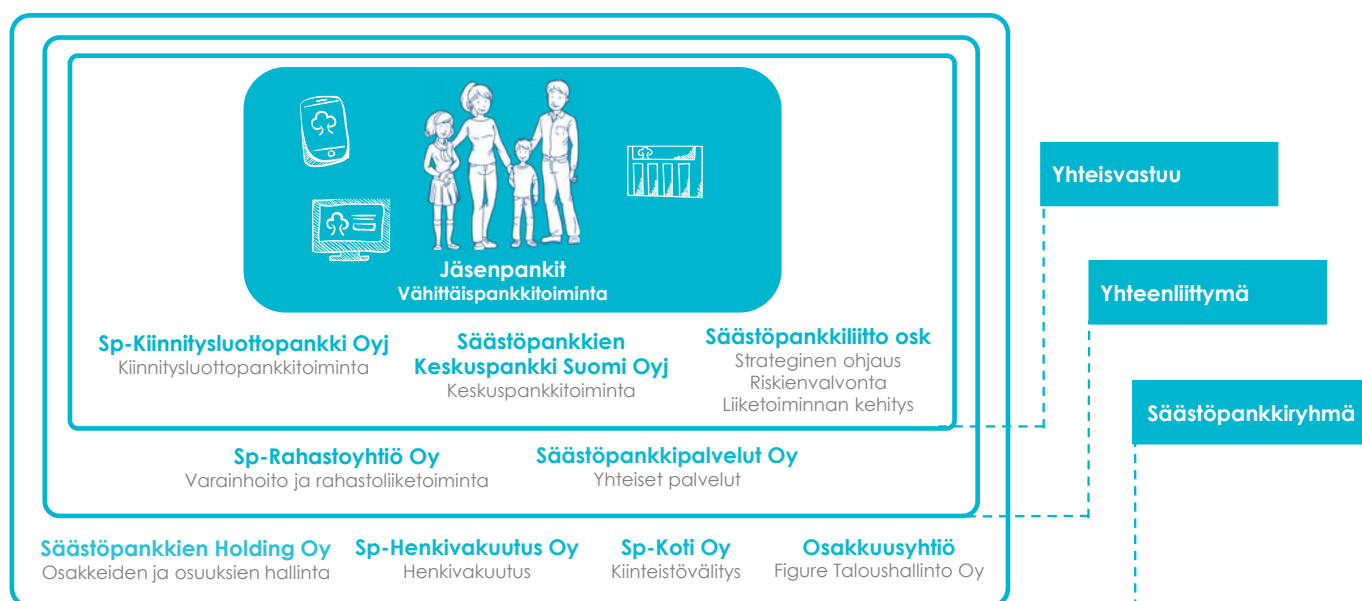 Jäsenpankit
Vähittäispankkitoiminta
Sp-Kiinnitysluottopankki Oyj
Kiinnitysluottopankkitoiminta
Säästöpankkien
Keskuspankki Suomi Oyj
Keskuspankkitoiminta
Säästöpankkiliitto osk
Strateginen ohjaus
Riskienvalvonta
Liiketoiminnan kehitys
Sp-Rahastoyhtiö Oy
Varainhoito ja rahastoliiketoiminta
Säästöpankkipalvelut Oy
Yhteiset palvelut
Säästöpankkien Holding Oy
Osakkeiden ja osuuksien hallinta
Sp-Henkivakuutus Oy
Henkivakuutus
Sp-Koti Oy
Kiinteistövälitys
Osakkuusyhtiö
Figure Taloushallinto Oy
Yhteisvastuu
Yhteenliittymä
Säästöpankkiryhmä